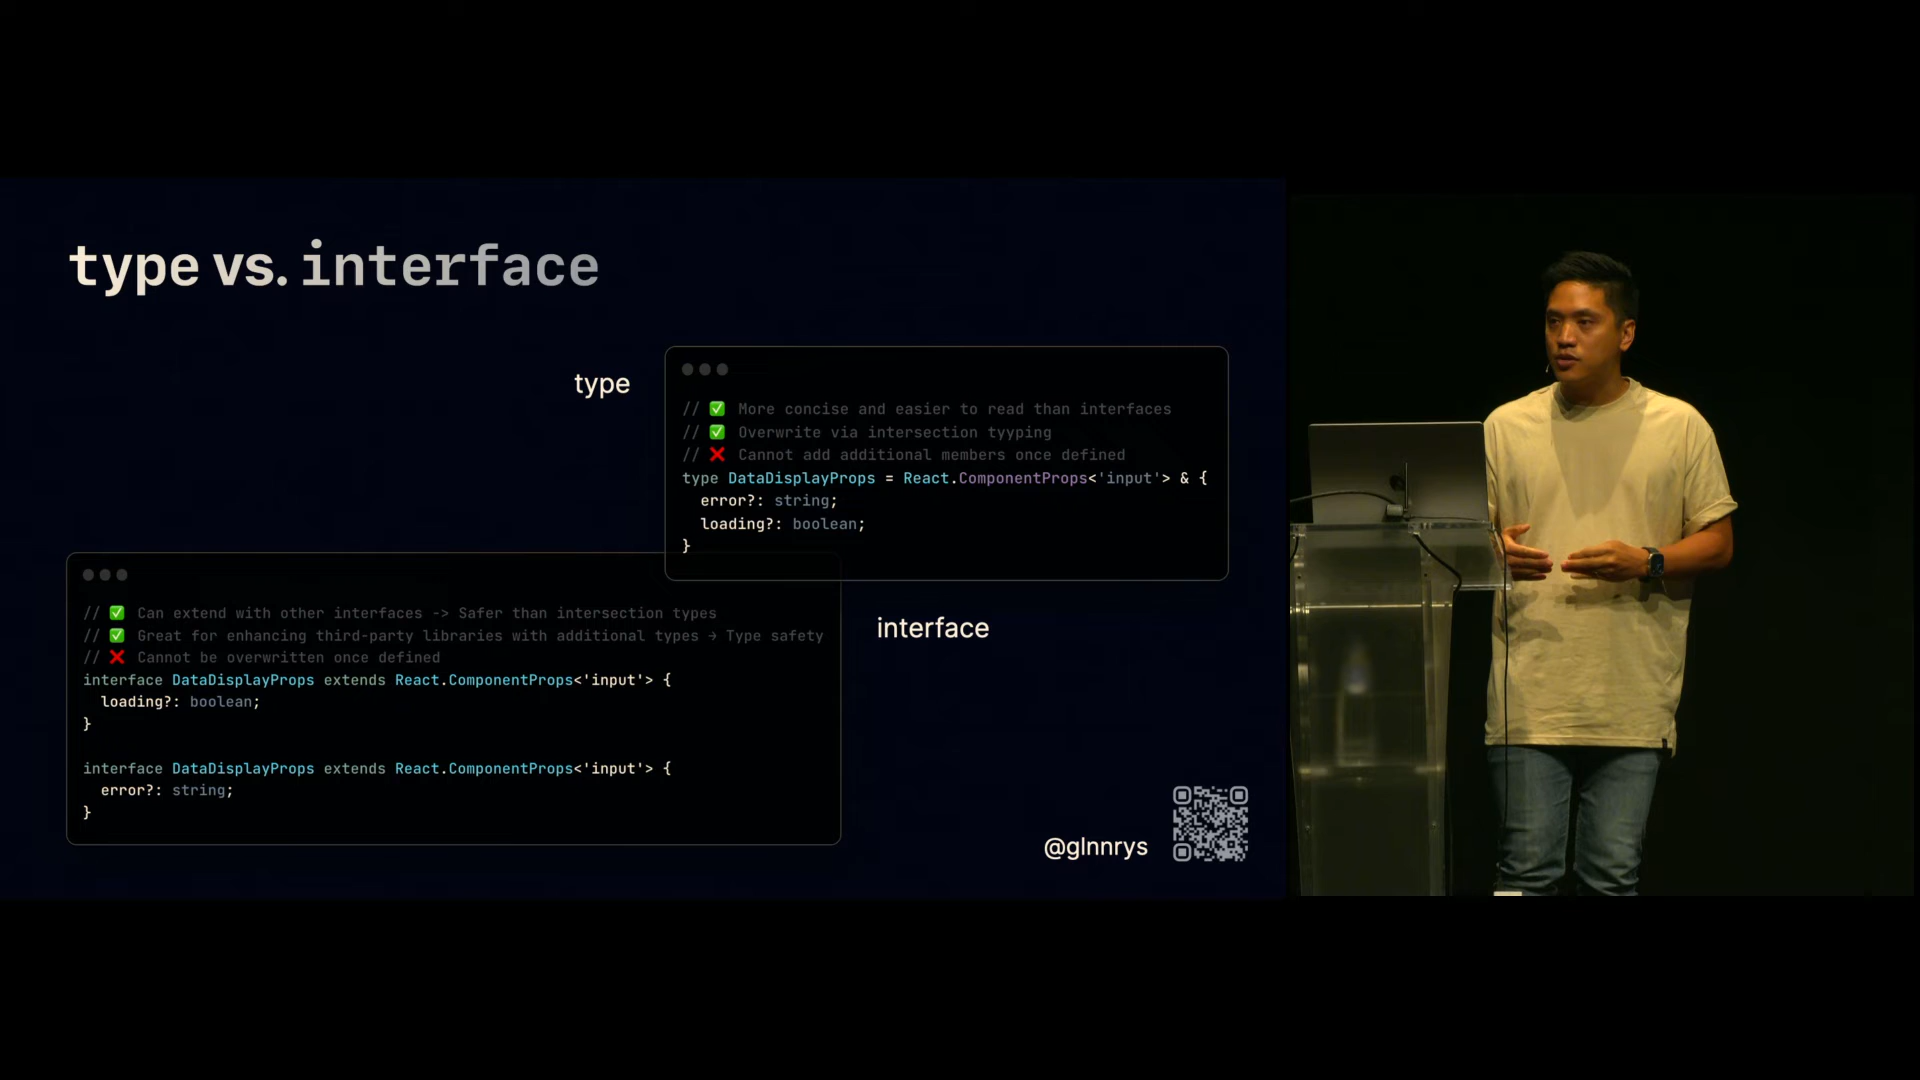 type vs. interface
type
// ✅ More concise and easier to read than interfaces
// ✅ Overwrite via intersection tyyping
// ❌ Cannot add additional members once defined
type DataDisplayProps = React.ComponentProps<'input'> & {
  error?: string;
  loading?: boolean;
}
// ✅ Can extend with other interfaces -> Safer than intersection types
// ✅ Great for enhancing third-party libraries with additional types → Type safety
// ❌ Cannot be overwritten once defined
interface DataDisplayProps extends React.ComponentProps<'input'> {
  loading?: boolean;
}
interface DataDisplayProps extends React.ComponentProps<'input'> {
  error?: string;
}
interface
@glnnrys